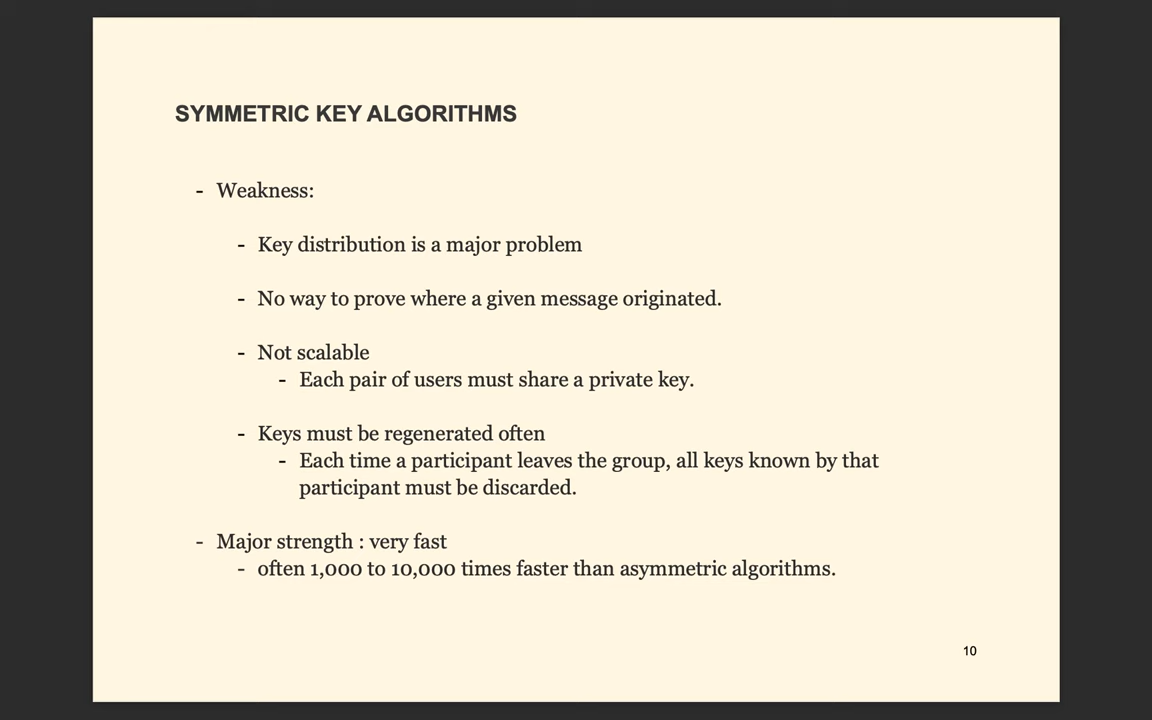 SYMMETRIC KEY ALGORITHMS
- Weakness:
- Key distribution is a major problem
- No way to prove where a given message originated.
- Not scalable
- Each pair of users must share a private key.
- Keys must be regenerated often
- Each time a participant leaves the group, all keys known by that
participant must be discarded.
- Major strength : very fast
- often 1,000 to 10,000 times faster than asymmetric algorithms.
10